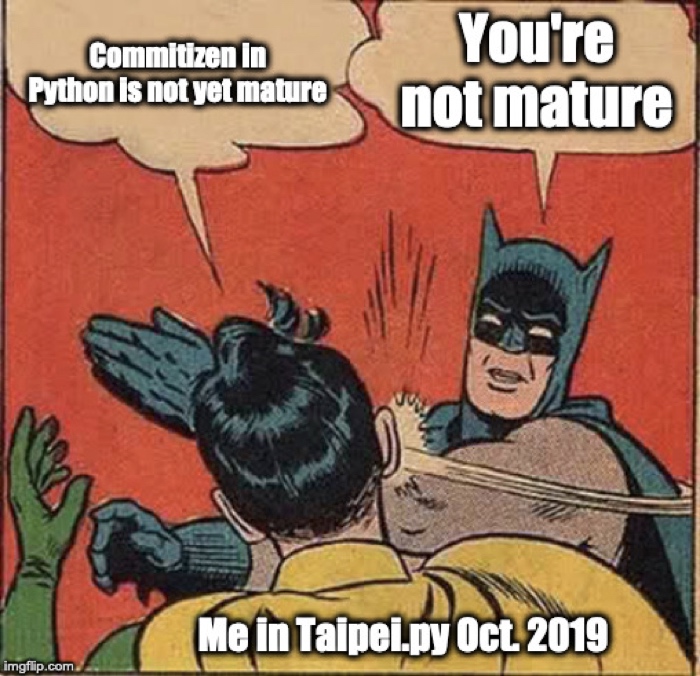 Commitizen in
Python is not yet mature
You're
not mature
Me in Taipei.py Oct. 2019
imgflip.com